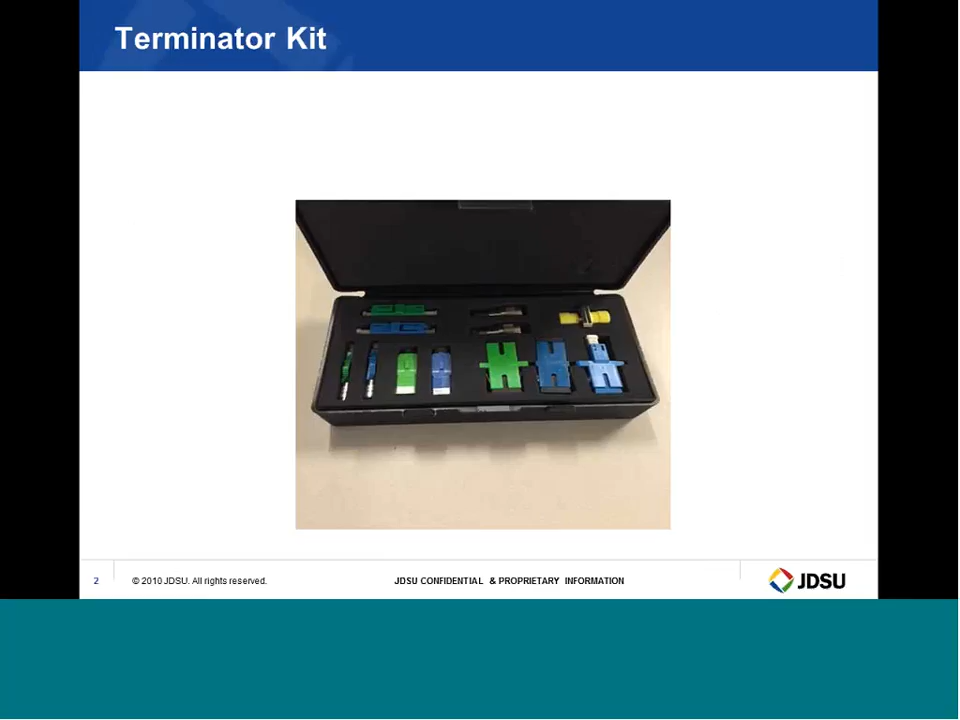 Terminator Kit
2
© 2010 JDSU. All rights reserved.
JDSU CONFIDENTIAL & PROPRIETARY INFORMATION
JDSU